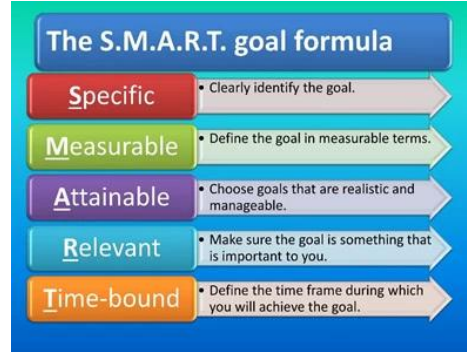 The S.M.A.R.T. goal formula
Specific
• Clearly identify the goal.
Measurable
• Define the goal in measurable terms.
Attainable
• Choose goals that are realistic and
manageable.
Relevant
• Make sure the goal is something that
is important to you.
Time-bound
• Define the time frame during which
you will achieve the goal.